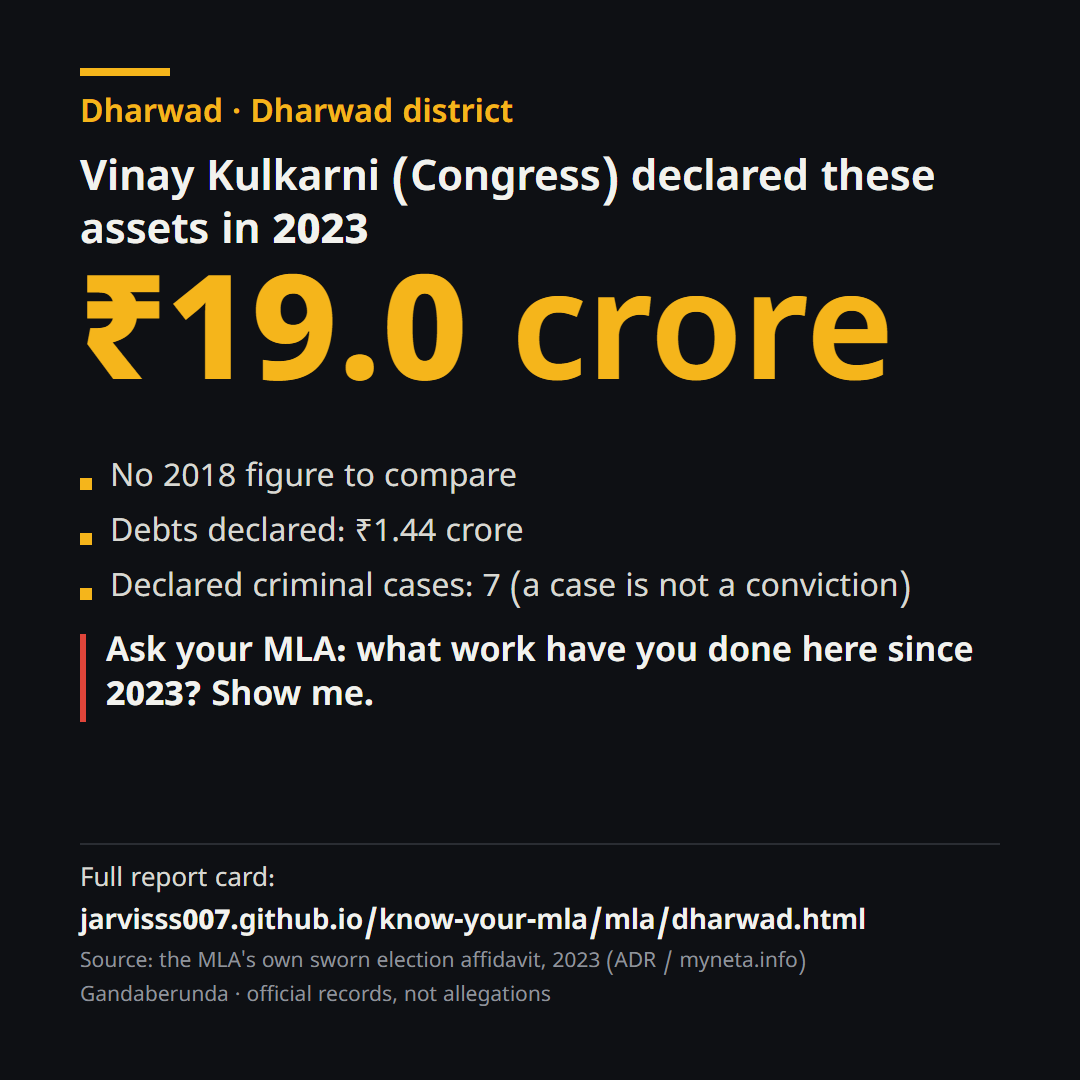 Dharwad · Dharwad district
Vinay Kulkarni (Congress) declared these
assets in 2023
₹19.0 crore
No 2018 figure to compare
Debts declared: ₹1.44 crore
Declared criminal cases: 7 (a case is not a conviction)
Ask your MLA: what work have you done here since
2023? Show me.
Full report card:
jarvisss007.github.io/know-your-mla/mla/dharwad.html
Source: the MLA's own sworn election affidavit, 2023 (ADR / myneta.info)
Gandaberunda · official records, not allegations